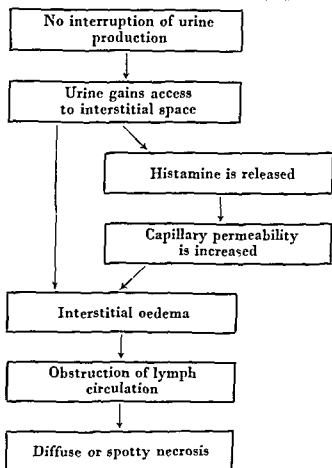 No interruption of urine
production
Urine gains access
to interstitial space
Histamine is released
Capillary permeability
is increased
Interstitial oedema
Obstruction of lymph
circulation
Diffuse or spotty necrosis